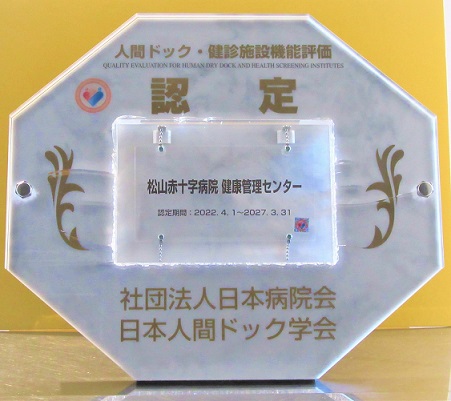 人間ドック・健診施設機能評価
QUALITY EVALUATION FOR HUMAN DRY DOCK AND HEALTH SCREENING INSTITUTES
認 定
松山赤十字病院 健康管理センター
認定期間：2022. 4. 1～2027. 3. 31
社団法人日本病院会
日本人間ドック学会